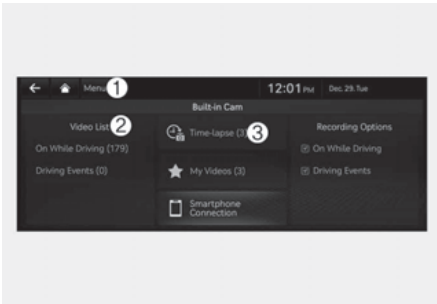 Menu 1 12:01 PM Dec. 29. Tue
Built-in Cam
Video List 2
On While Driving (179)
Driving Events (0)
Time-lapse (3) 3
My Videos (3)
Smartphone
Connection
Recording Options
On While Driving
Driving Events